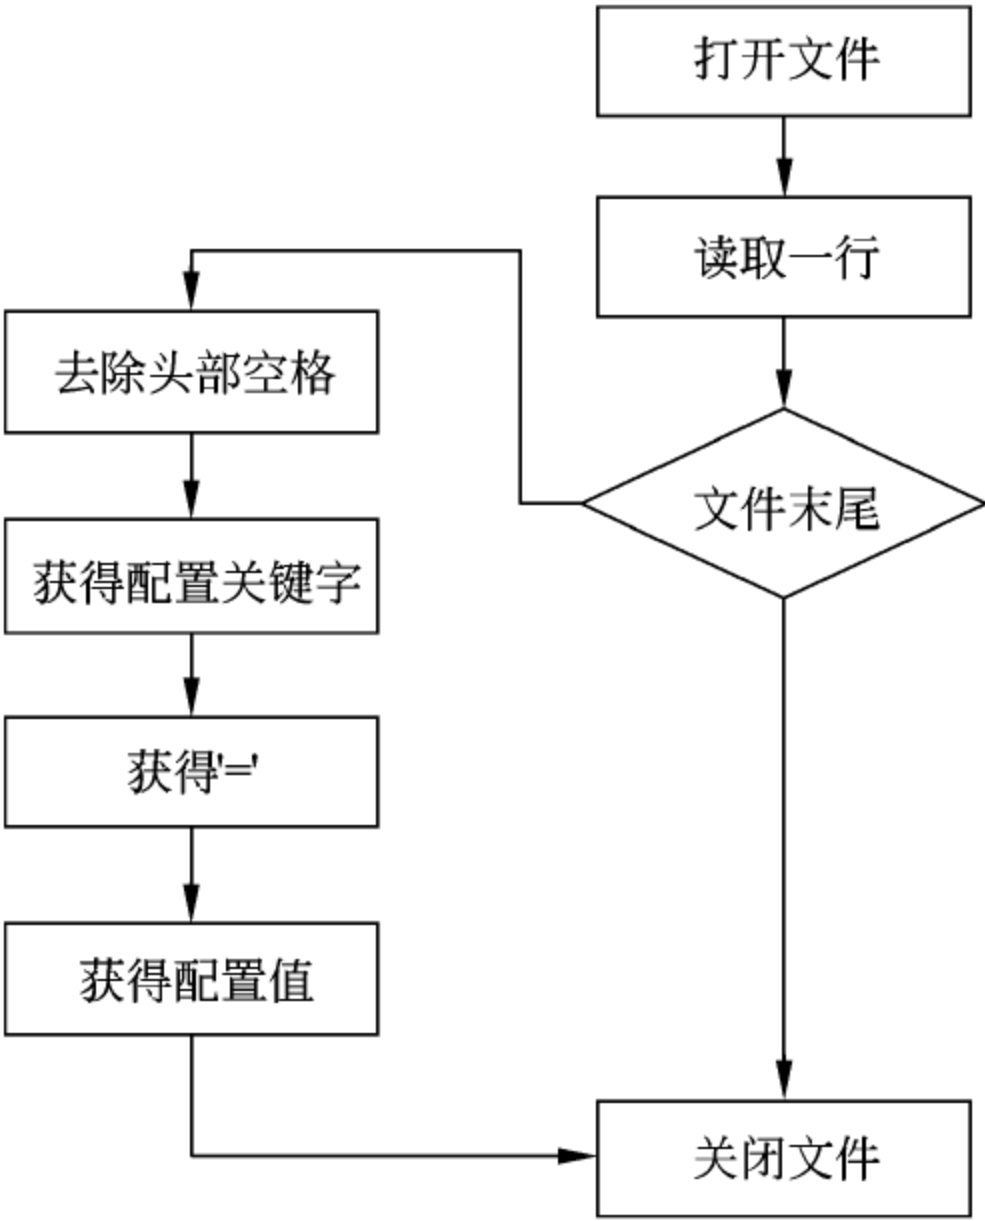 打开文件
读取一行
文件末尾
去除头部空格
获得配置关键字
获得'='
获得配置值
关闭文件